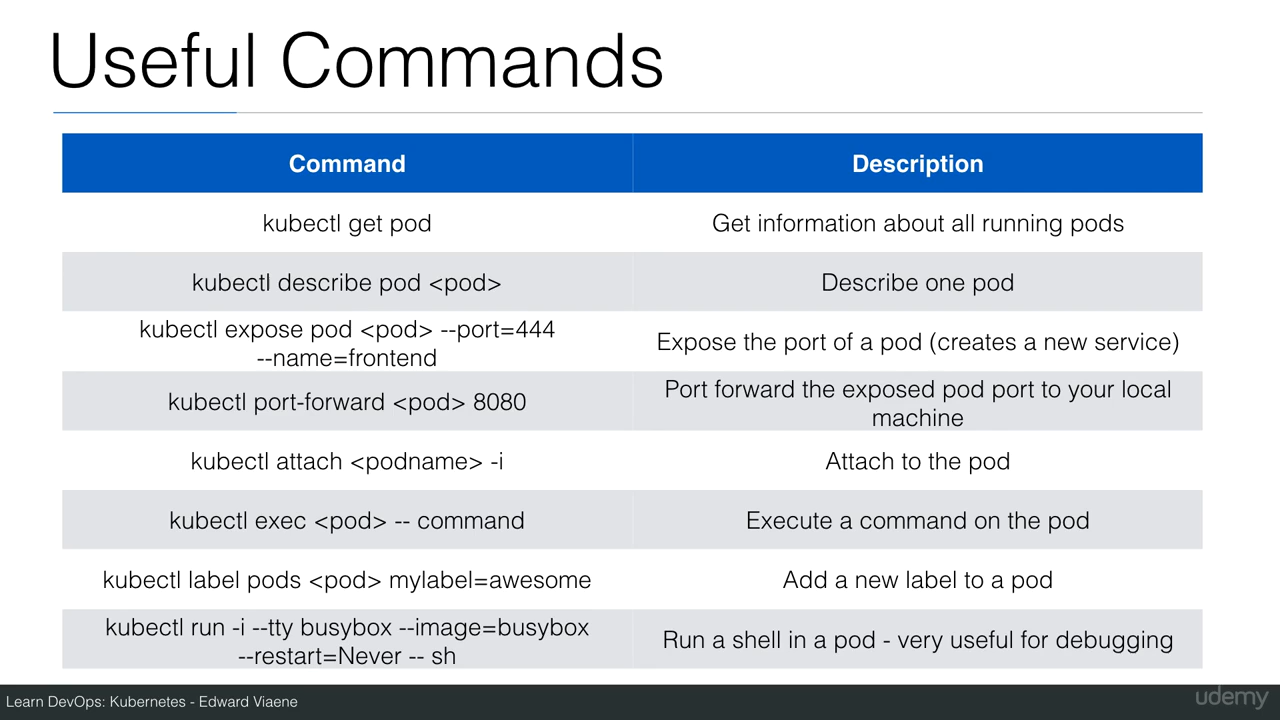 Useful Commands
Command
Description
kubectl get pod
Get information about all running pods
kubectl describe pod <pod>
Describe one pod
kubectl expose pod <pod> --port=444
--name=frontend
Expose the port of a pod (creates a new service)
kubectl port-forward <pod> 8080
Port forward the exposed pod port to your local
machine
kubectl attach <podname> -i
Attach to the pod
kubectl exec <pod> -- command
Execute a command on the pod
kubectl label pods <pod> mylabel=awesome
Add a new label to a pod
kubectl run -i --tty busybox --image=busybox
--restart=Never -- sh
Run a shell in a pod - very useful for debugging
Learn DevOps: Kubernetes - Edward Viaene
udemy